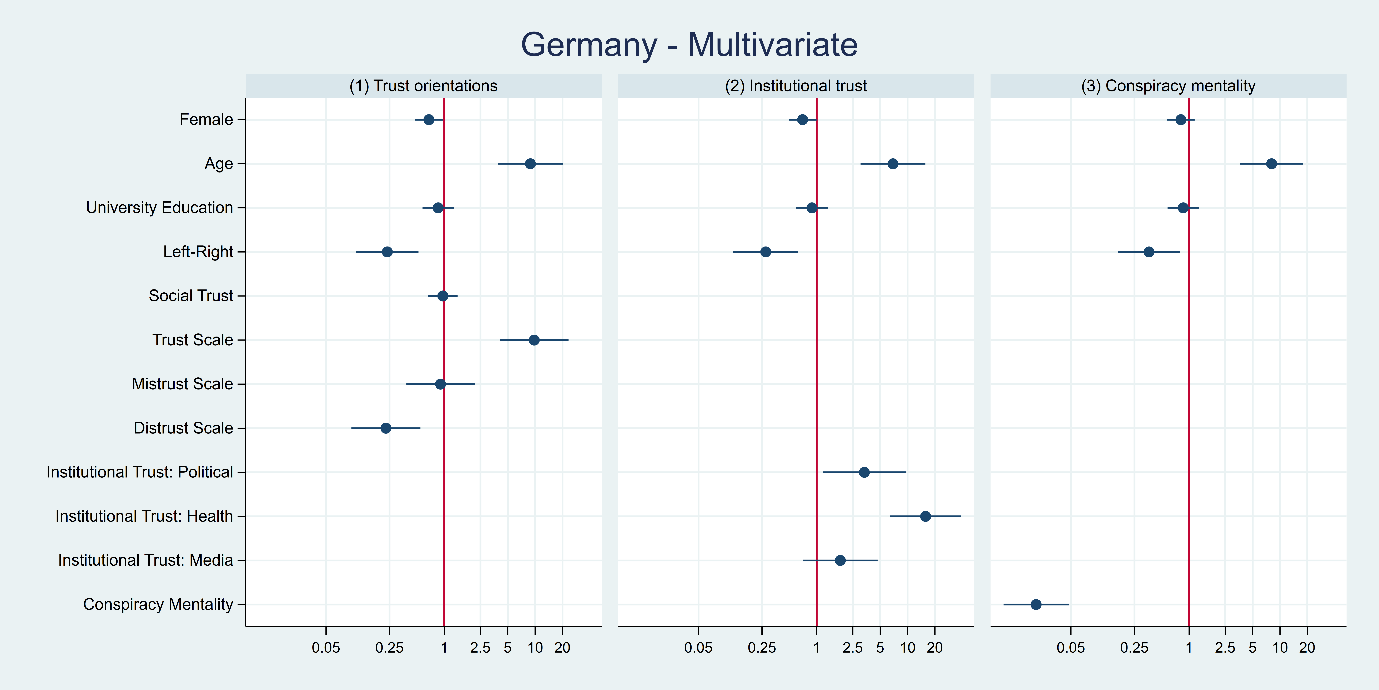 Germany - Multivariate
(1) Trust orientations
(2) Institutional trust
(3) Conspiracy mentality
Female
Age
University Education
Left-Right
Social Trust
Trust Scale
Mistrust Scale
Distrust Scale
Institutional Trust: Political
Institutional Trust: Health
Institutional Trust: Media
Conspiracy Mentality
0.05 0.25 1 2.5 5 10 20
0.05 0.25 1 2.5 5 10 20
0.05 0.25 1 2.5 5 10 20